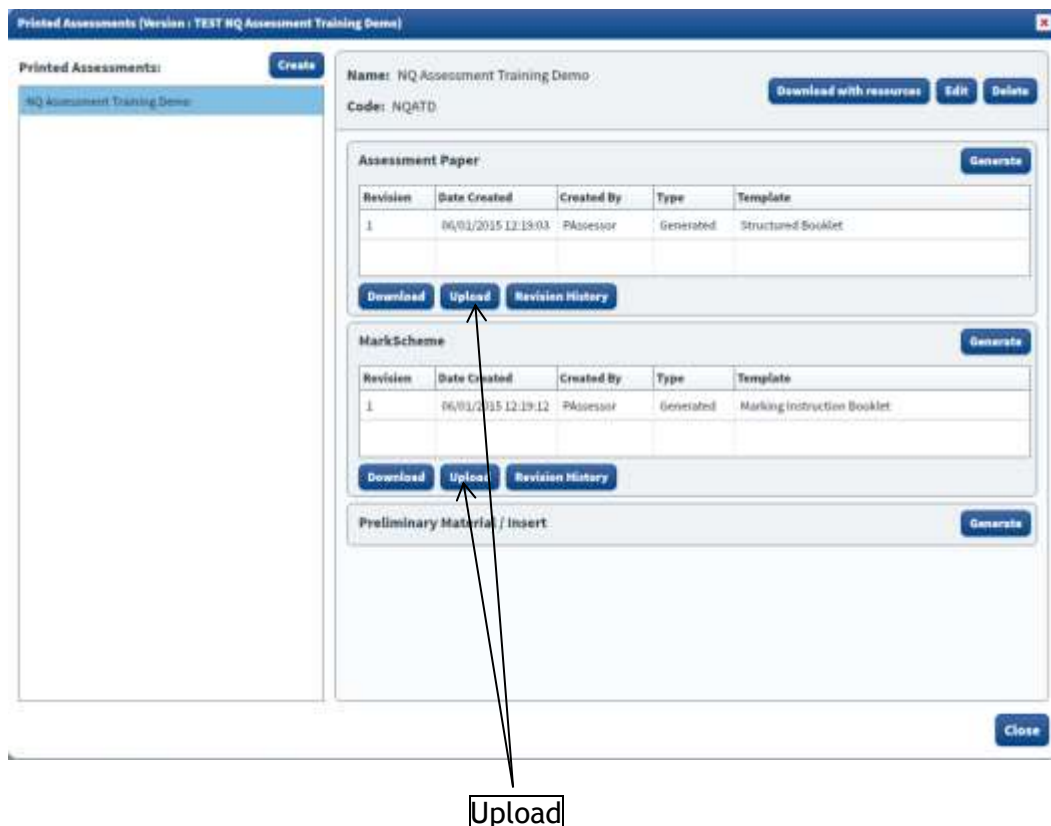 Printed Assessments (Version : TEST NQ Assessment Training Demo)
Printed Assessments: Create
NQ Assessment Training Demo
Name: NQ Assessment Training Demo
Code: NQATD
Download with resources Edit Delete
Assessment Paper Generate
Revision Date Created Created By Type Template
1 06/01/2015 12:19:03 PAssessor Generated Structured Booklet
Download Upload Revision History
MarkScheme Generate
Revision Date Created Created By Type Template
1 06/01/2015 12:19:12 PAssessor Generated Marking Instruction Booklet
Download Upload Revision History
Preliminary Material / Insert Generate
Close
Upload